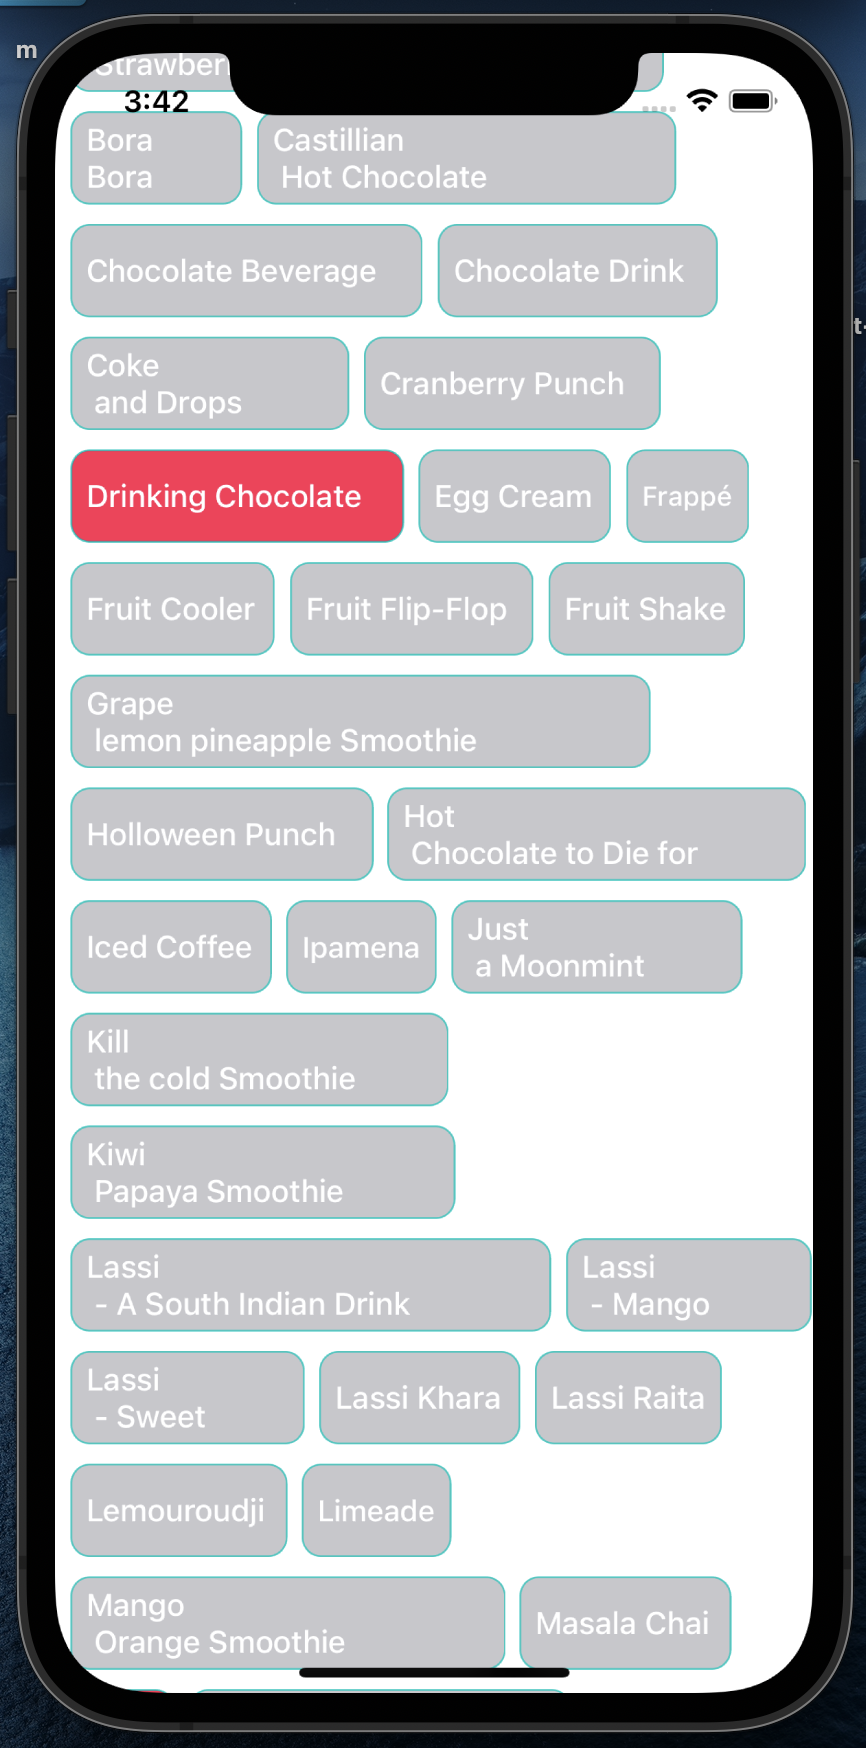 m
3:42
Bora
Bora
Castillian
Hot Chocolate
Chocolate Beverage
Chocolate Drink
Coke
and Drops
Cranberry Punch
Drinking Chocolate
Egg Cream
Frappé
Fruit Cooler
Fruit Flip-Flop
Fruit Shake
Grape
lemon pineapple Smoothie
Holloween Punch
Hot
Chocolate to Die for
Iced Coffee
Ipamena
Just
a Moonmint
Kill
the cold Smoothie
Kiwi
Papaya Smoothie
Lassi
- A South Indian Drink
Lassi
- Mango
Lassi
- Sweet
Lassi Khara
Lassi Raita
Lemouroudji
Limeade
Mango
Orange Smoothie
Masala Chai